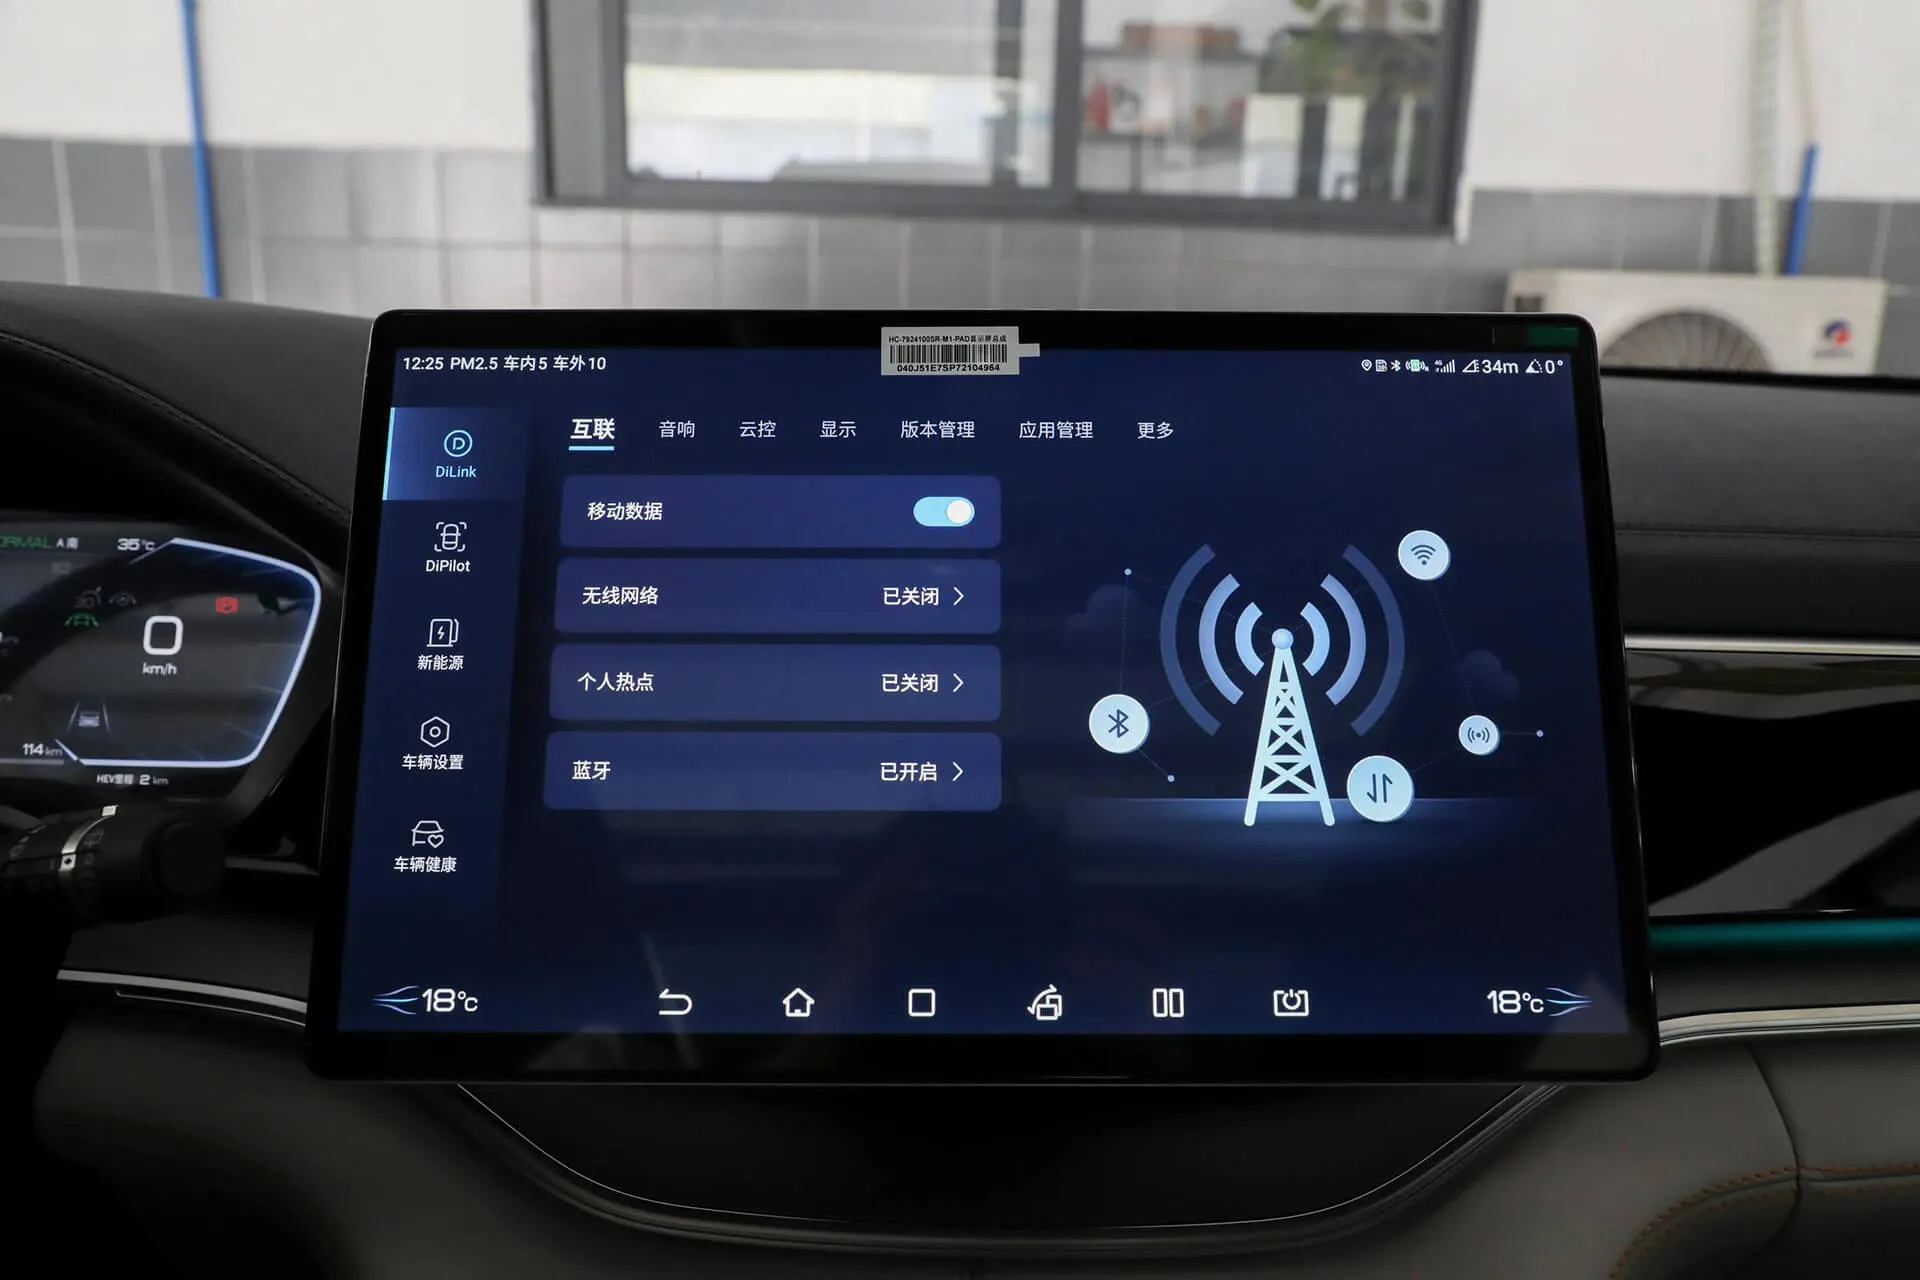 HC-7924100SR-M1-PAD显示屏总成
040J51E7SP72104964
12:25 PM2.5 车内5 车外10
4G
34m
0°
DiLink
DiPilot
新能源
车辆设置
车辆健康
互联 音响 云控 显示 版本管理 应用管理 更多
移动数据
无线网络 已关闭
个人热点 已关闭
蓝牙 已开启
18°C
18°C
A南 35°C
0
km/h
114km
HEV里程 2 km